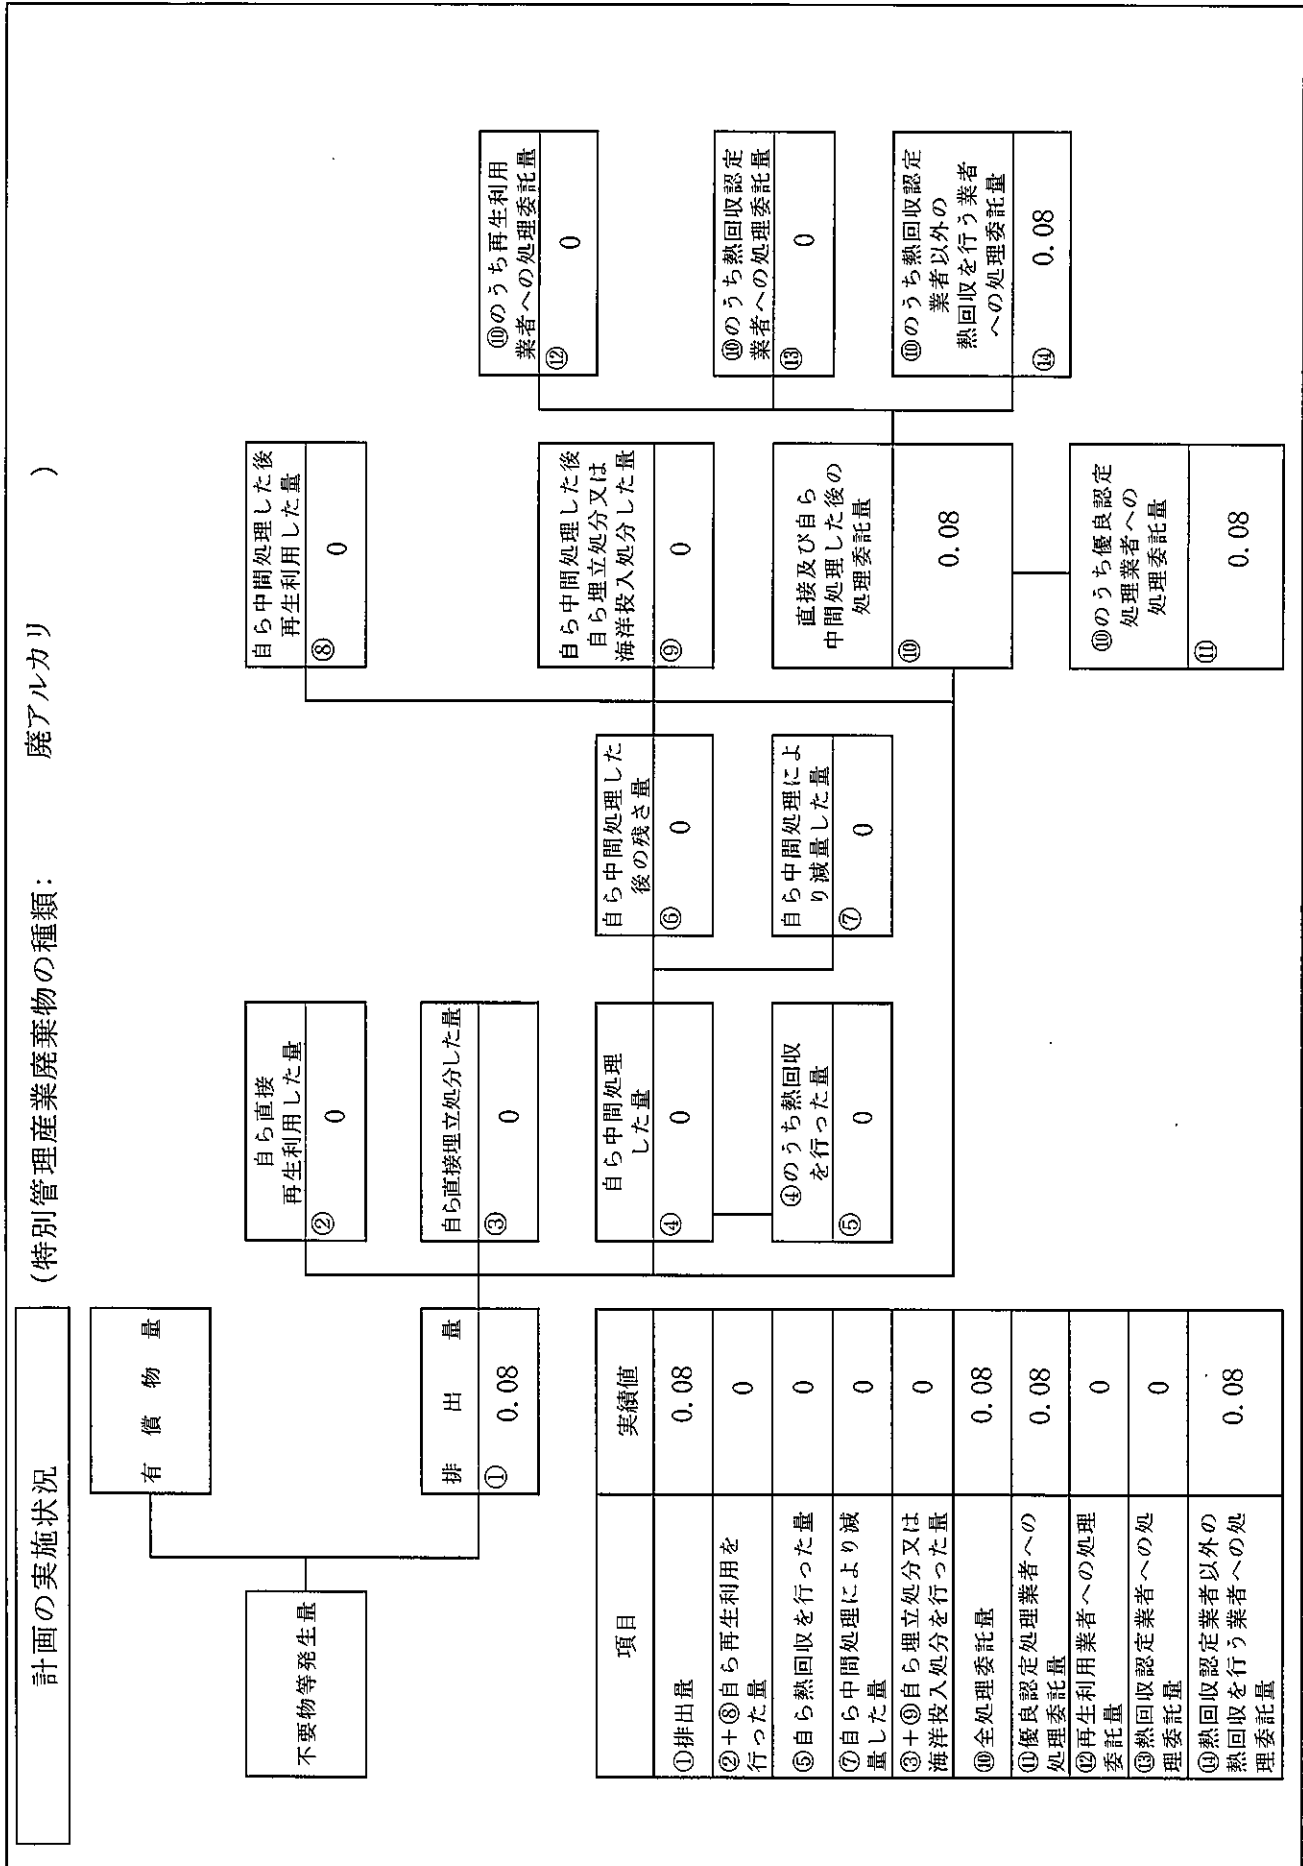 計画の実施状況
(特別管理産業廃棄物の種類： 廃アルカリ )
不要物等発生量
有償物量
排出量
① 0.08
自ら直接
再生利用した量
② 0
自ら直接埋立処分した量
③ 0
自ら中間処理
した量
④ 0
④のうち熱回収
を行った量
⑤ 0
自ら中間処理した
後の残さ量
⑥ 0
自ら中間処理によ
り減量した量
⑦ 0
自ら中間処理した後
再生利用した量
⑧ 0
自ら中間処理した後
自ら埋立処分又は
海洋投入処分した量
⑨ 0
直接及び自ら
中間処理した後の
処理委託量
⑩ 0.08
⑩のうち優良認定
処理業者への
処理委託量
⑪ 0.08
⑩のうち再生利用
業者への処理委託量
⑫ 0
⑩のうち熱回収認定
業者への処理委託量
⑬ 0
⑩のうち熱回収認定
業者以外の
熱回収を行う業者
への処理委託量
⑭ 0.08
項目 実績値
①排出量 0.08
②+⑧自ら再生利用を
行った量 0
⑤自ら熱回収を行った量 0
⑦自ら中間処理により減
量した量 0
③+⑨自ら埋立処分又は
海洋投入処分を行った量 0
⑩全処理委託量 0.08
⑪優良認定処理業者への
処理委託量 0.08
⑫再生利用業者への処理
委託量 0
⑬熱回収認定業者への処
理委託量 0
⑭熱回収認定業者以外の
熱回収を行う業者への処
理委託量 0.08